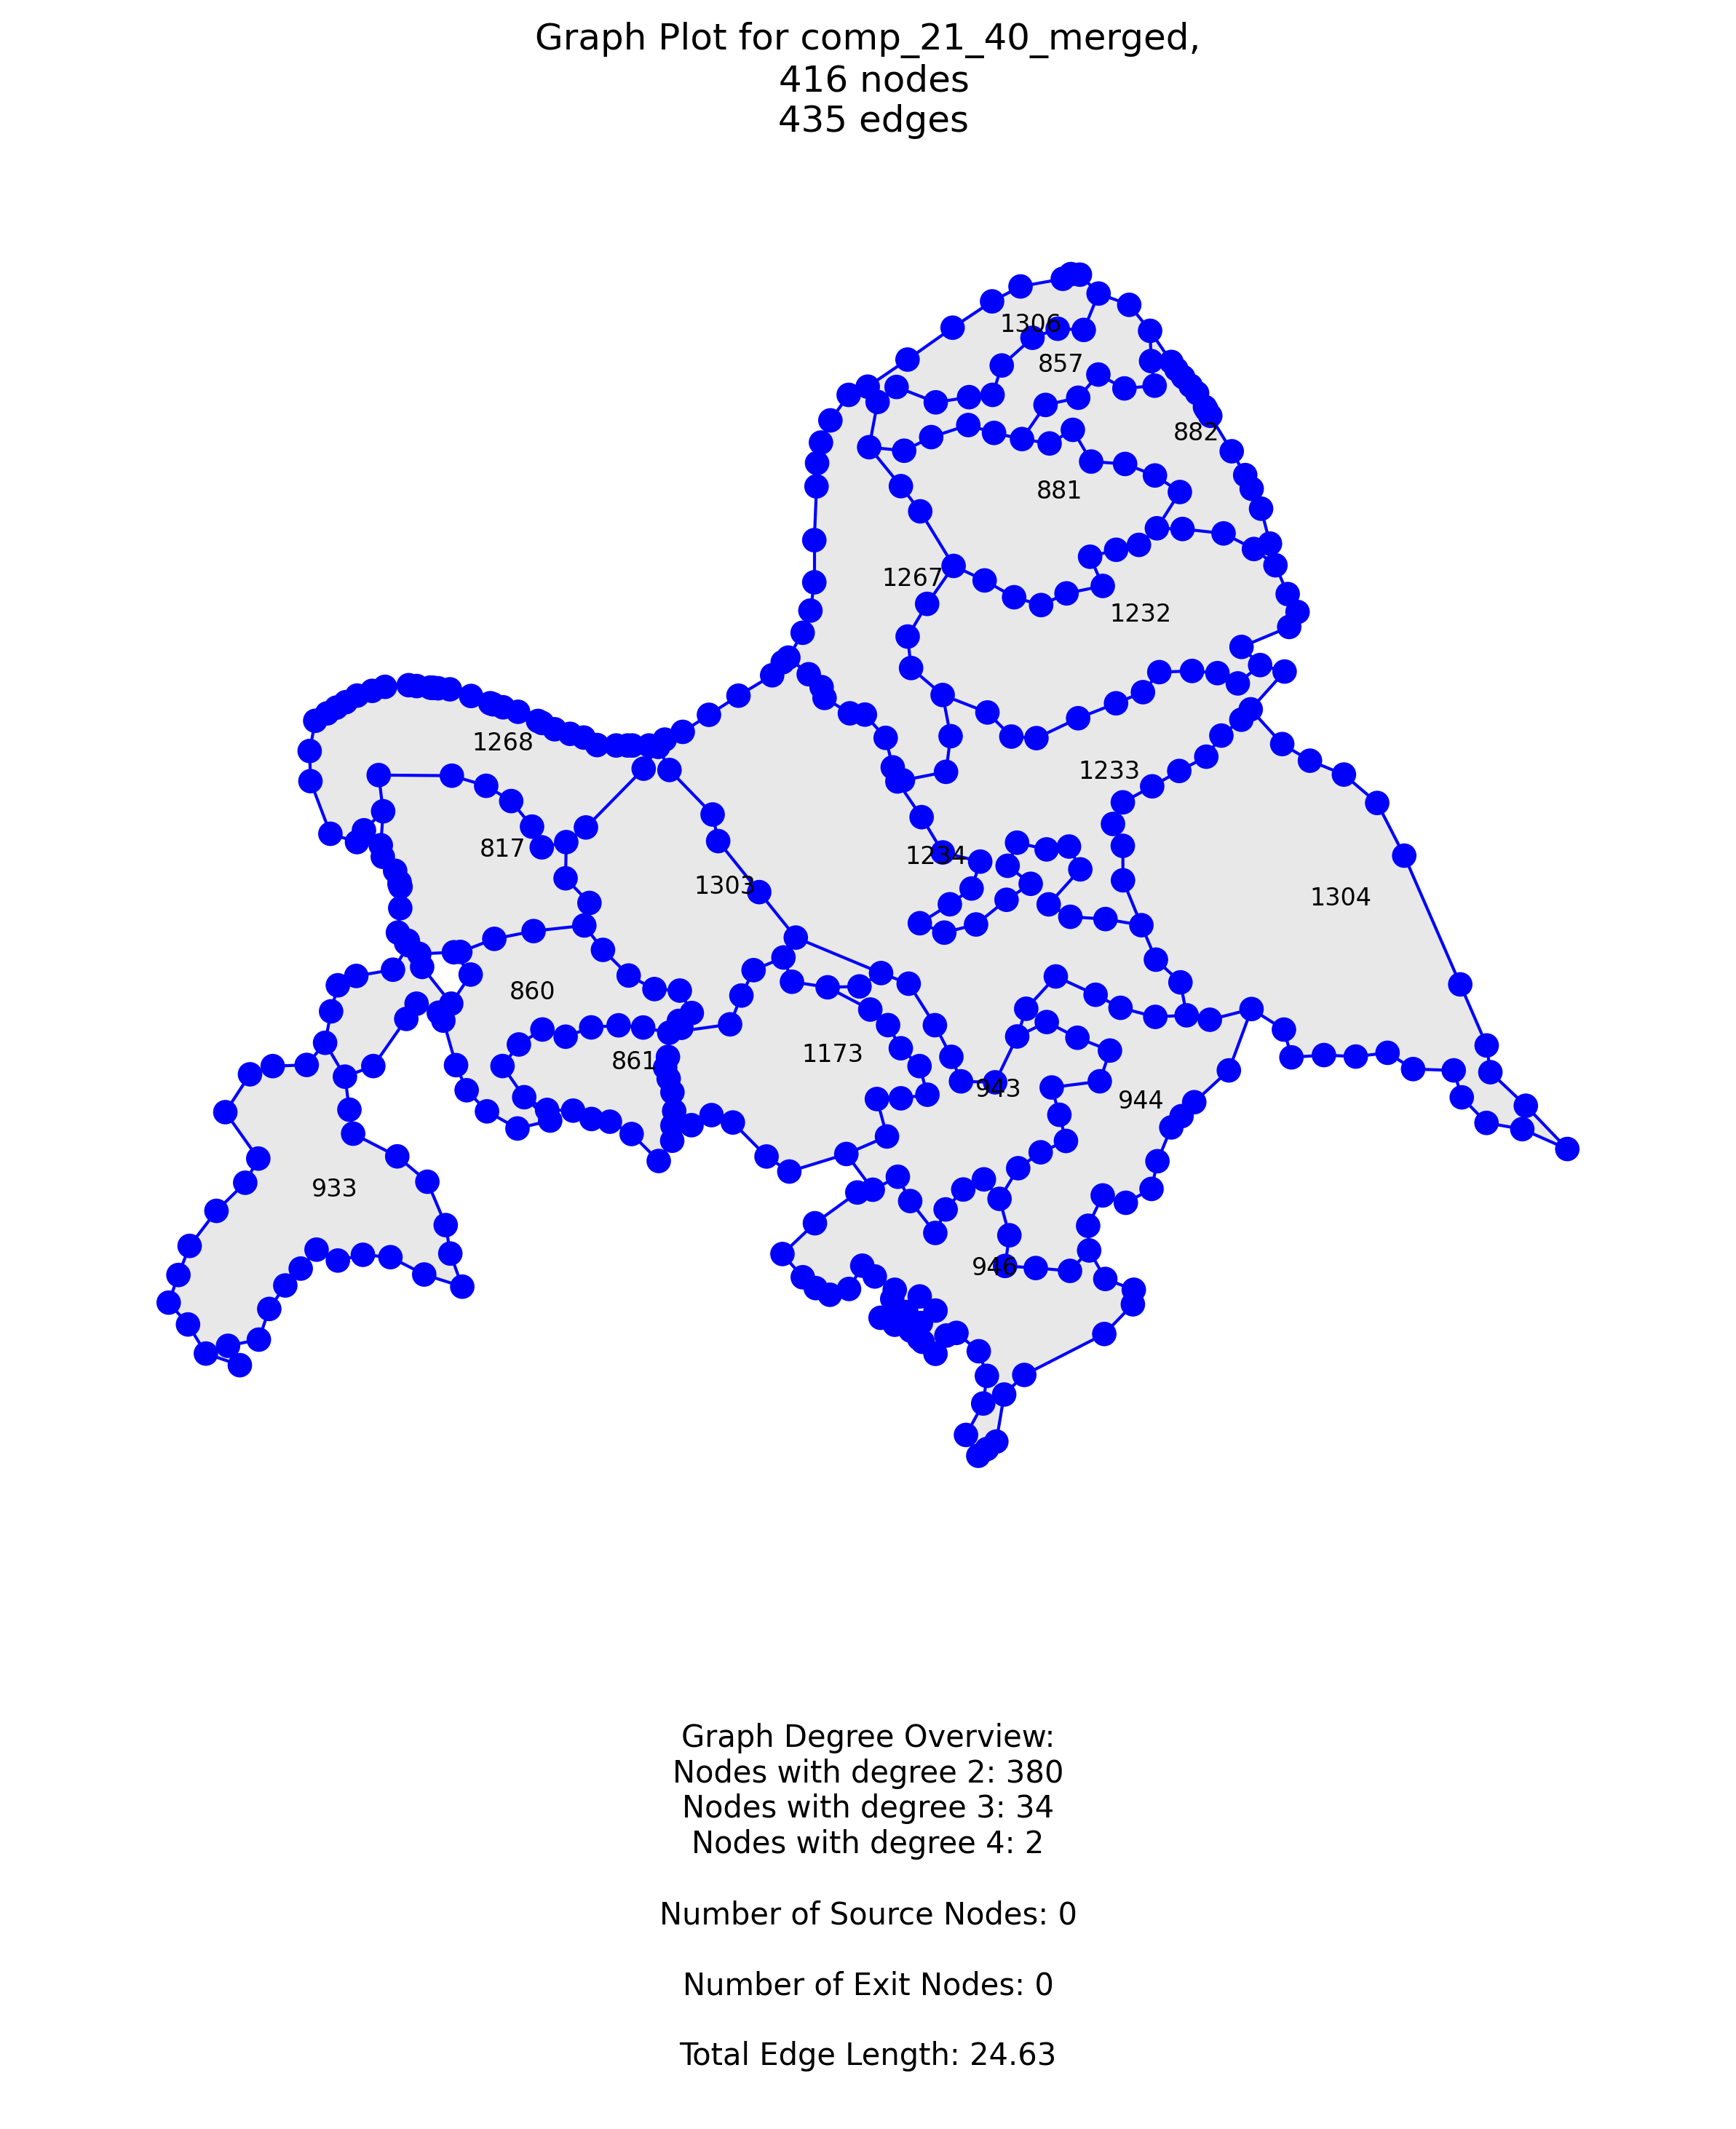 Graph Plot for comp_21_40_merged,
416 nodes
435 edges
1306
857
882
881
1267
1232
1268
1233
817
1234
1303
1304
860
1173
861
943
944
933
946
Graph Degree Overview:
Nodes with degree 2: 380
Nodes with degree 3: 34
Nodes with degree 4: 2
Number of Source Nodes: 0
Number of Exit Nodes: 0
Total Edge Length: 24.63